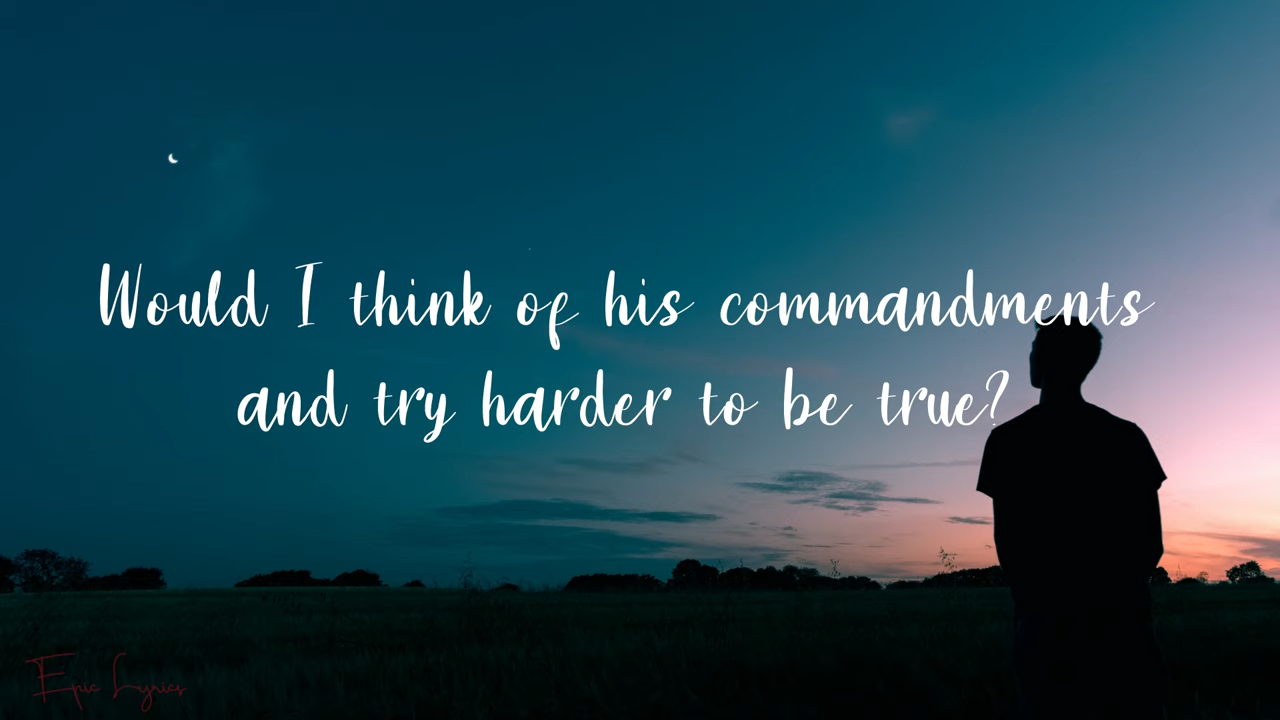 Would I think of his commandments
and try harder to be true?
Epic Lyrics